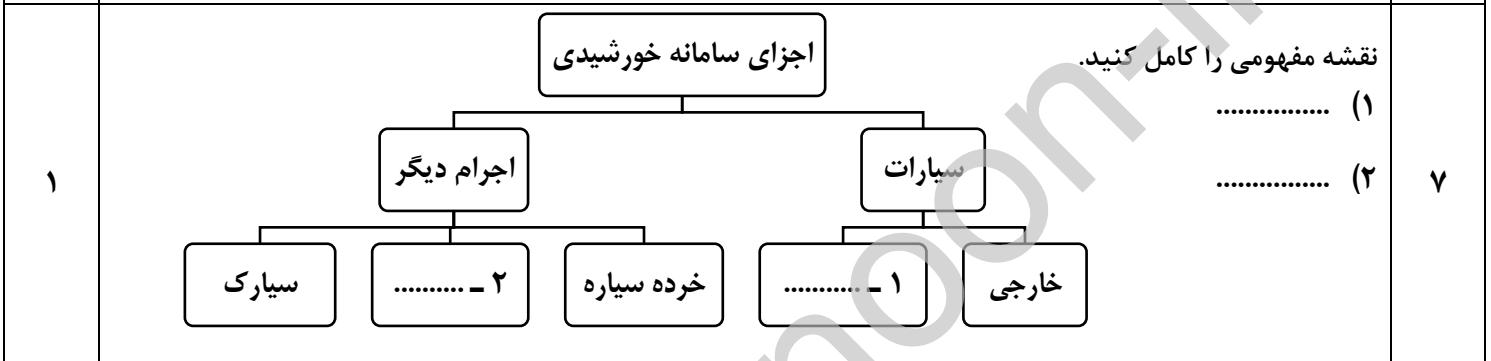 ۷
نقشه مفهومی را کامل کنید.
۱) ................
۲) ................
اجزای سامانه خورشیدی
سیارات
اجرام دیگر
خارجی
۱ ـ ...........
خرده سیاره
۲ ـ ..........
سیارک
۱